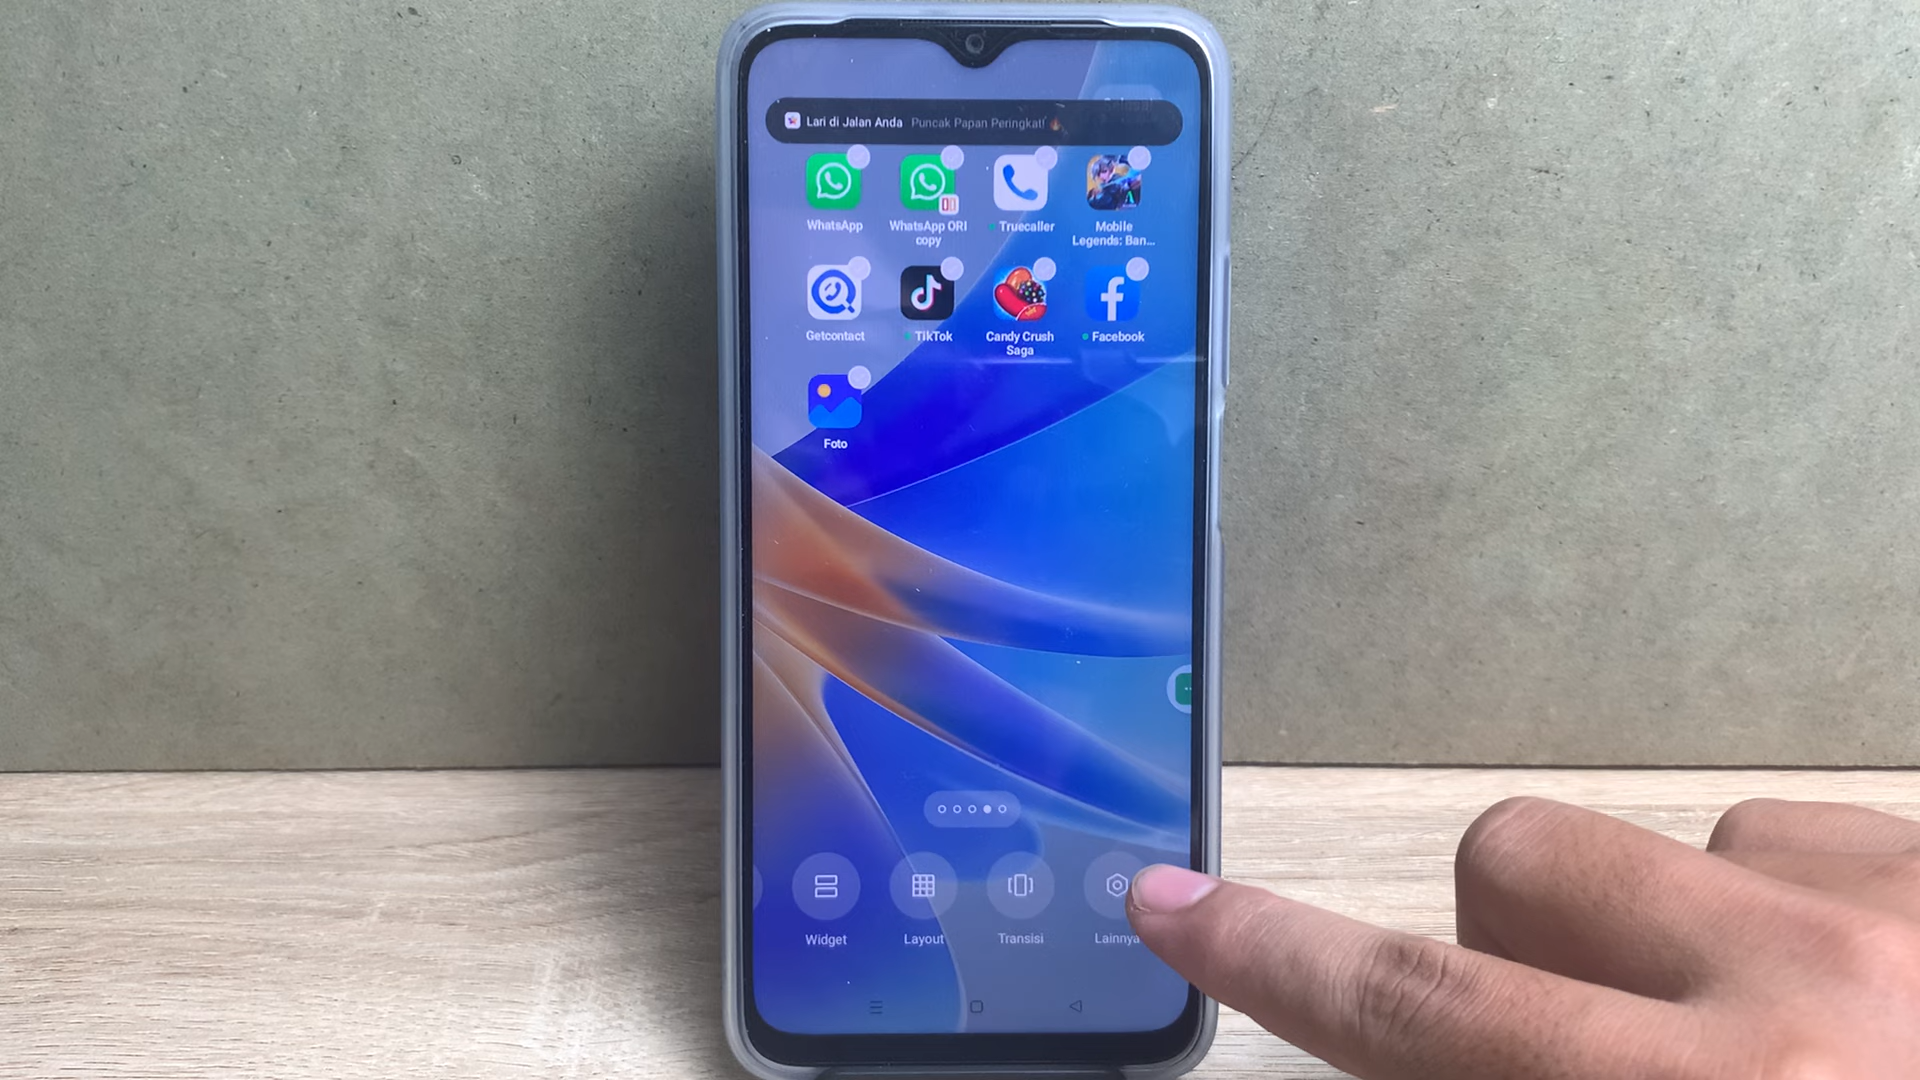 Lari di Jalan Anda Puncak Papan Peringkat!
WhatsApp
WhatsApp ORI
copy
Truecaller
Mobile
Legends: Ban...
Getcontact
TikTok
Candy Crush
Saga
Facebook
Foto
Widget
Layout
Transisi
Lainnya